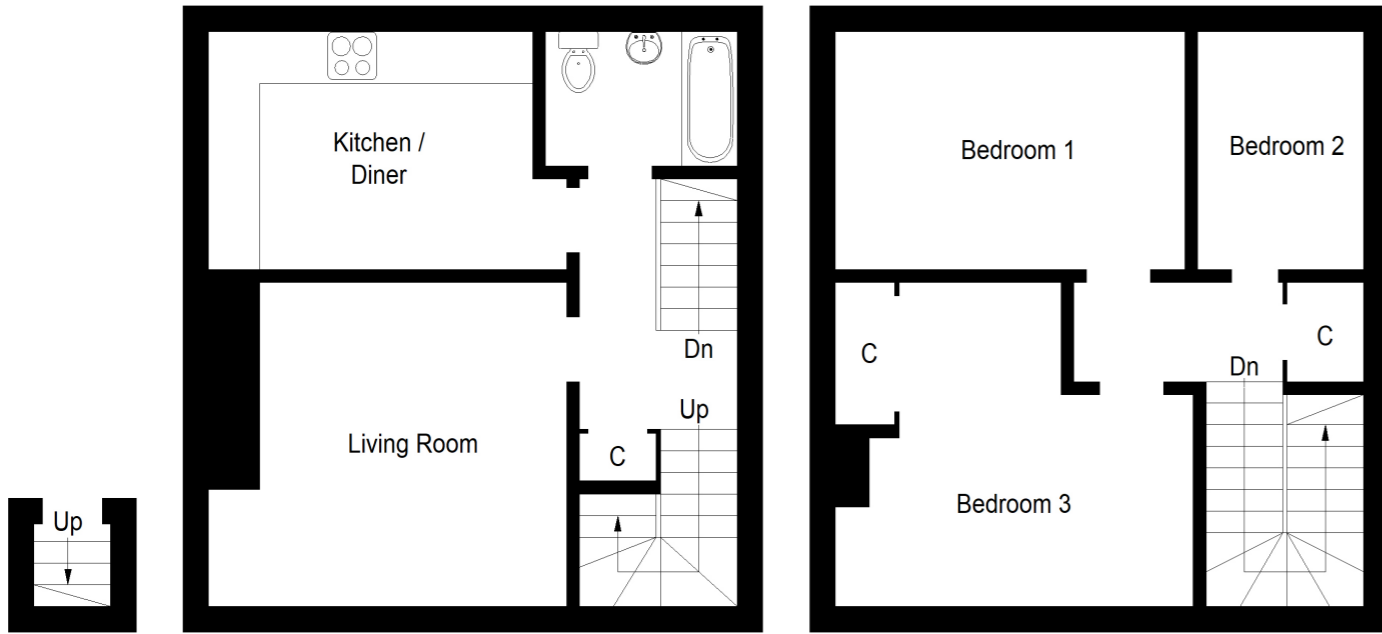 Up
Kitchen /
Diner
Living Room
Dn
Up
C
Bedroom 1
Bedroom 2
C
Dn
C
Bedroom 3